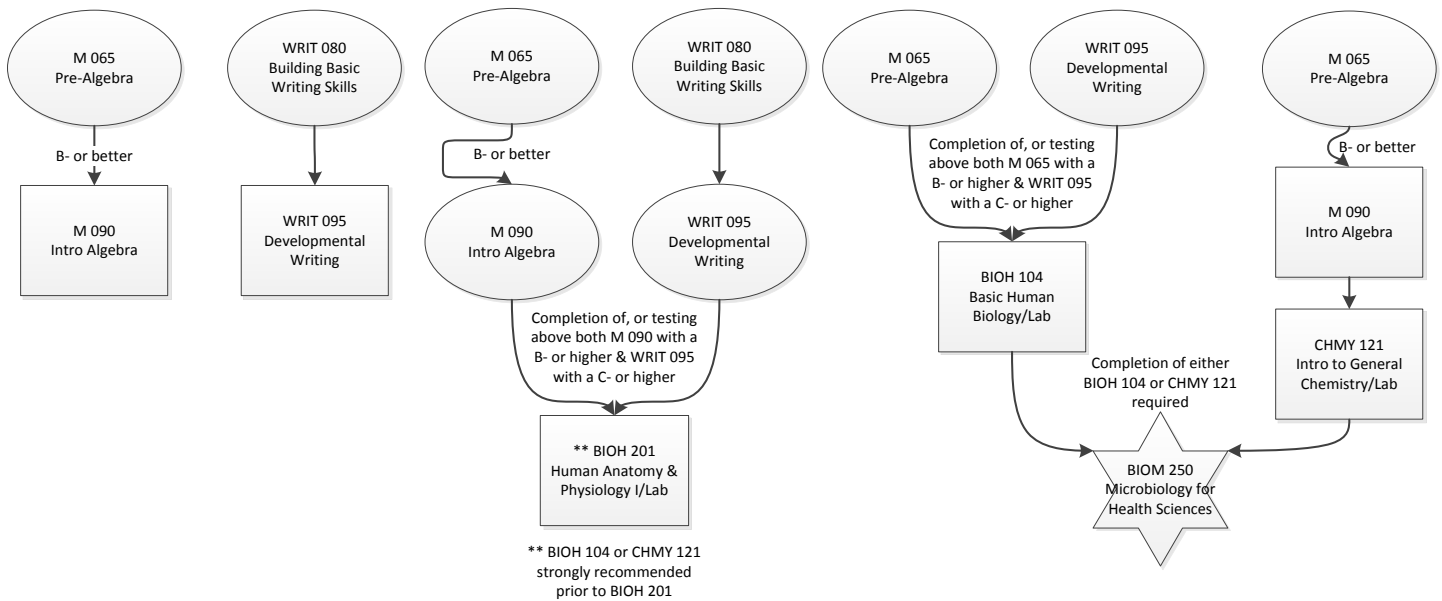 M 065
Pre-Algebra
B- or better
M 090
Intro Algebra
WRIT 080
Building Basic
Writing Skills
WRIT 095
Developmental
Writing
M 065
Pre-Algebra
B- or better
M 090
Intro Algebra
WRIT 080
Building Basic
Writing Skills
WRIT 095
Developmental
Writing
Completion of, or testing
above both M 090 with a
B- or higher & WRIT 095
with a C- or higher
** BIOH 201
Human Anatomy &
Physiology I/Lab
** BIOH 104 or CHMY 121
strongly recommended
prior to BIOH 201
M 065
Pre-Algebra
WRIT 095
Developmental
Writing
Completion of, or testing
above both M 065 with a
B- or higher & WRIT 095
with a C- or higher
BIOH 104
Basic Human
Biology/Lab
M 065
Pre-Algebra
B- or better
M 090
Intro Algebra
CHMY 121
Intro to General
Chemistry/Lab
Completion of either
BIOH 104 or CHMY 121
required
BIOM 250
Microbiology for
Health Sciences